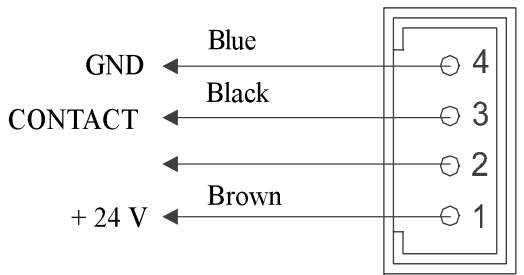 Blue
GND 4
Black
CONTACT 3
2
Brown
+ 24 V 1